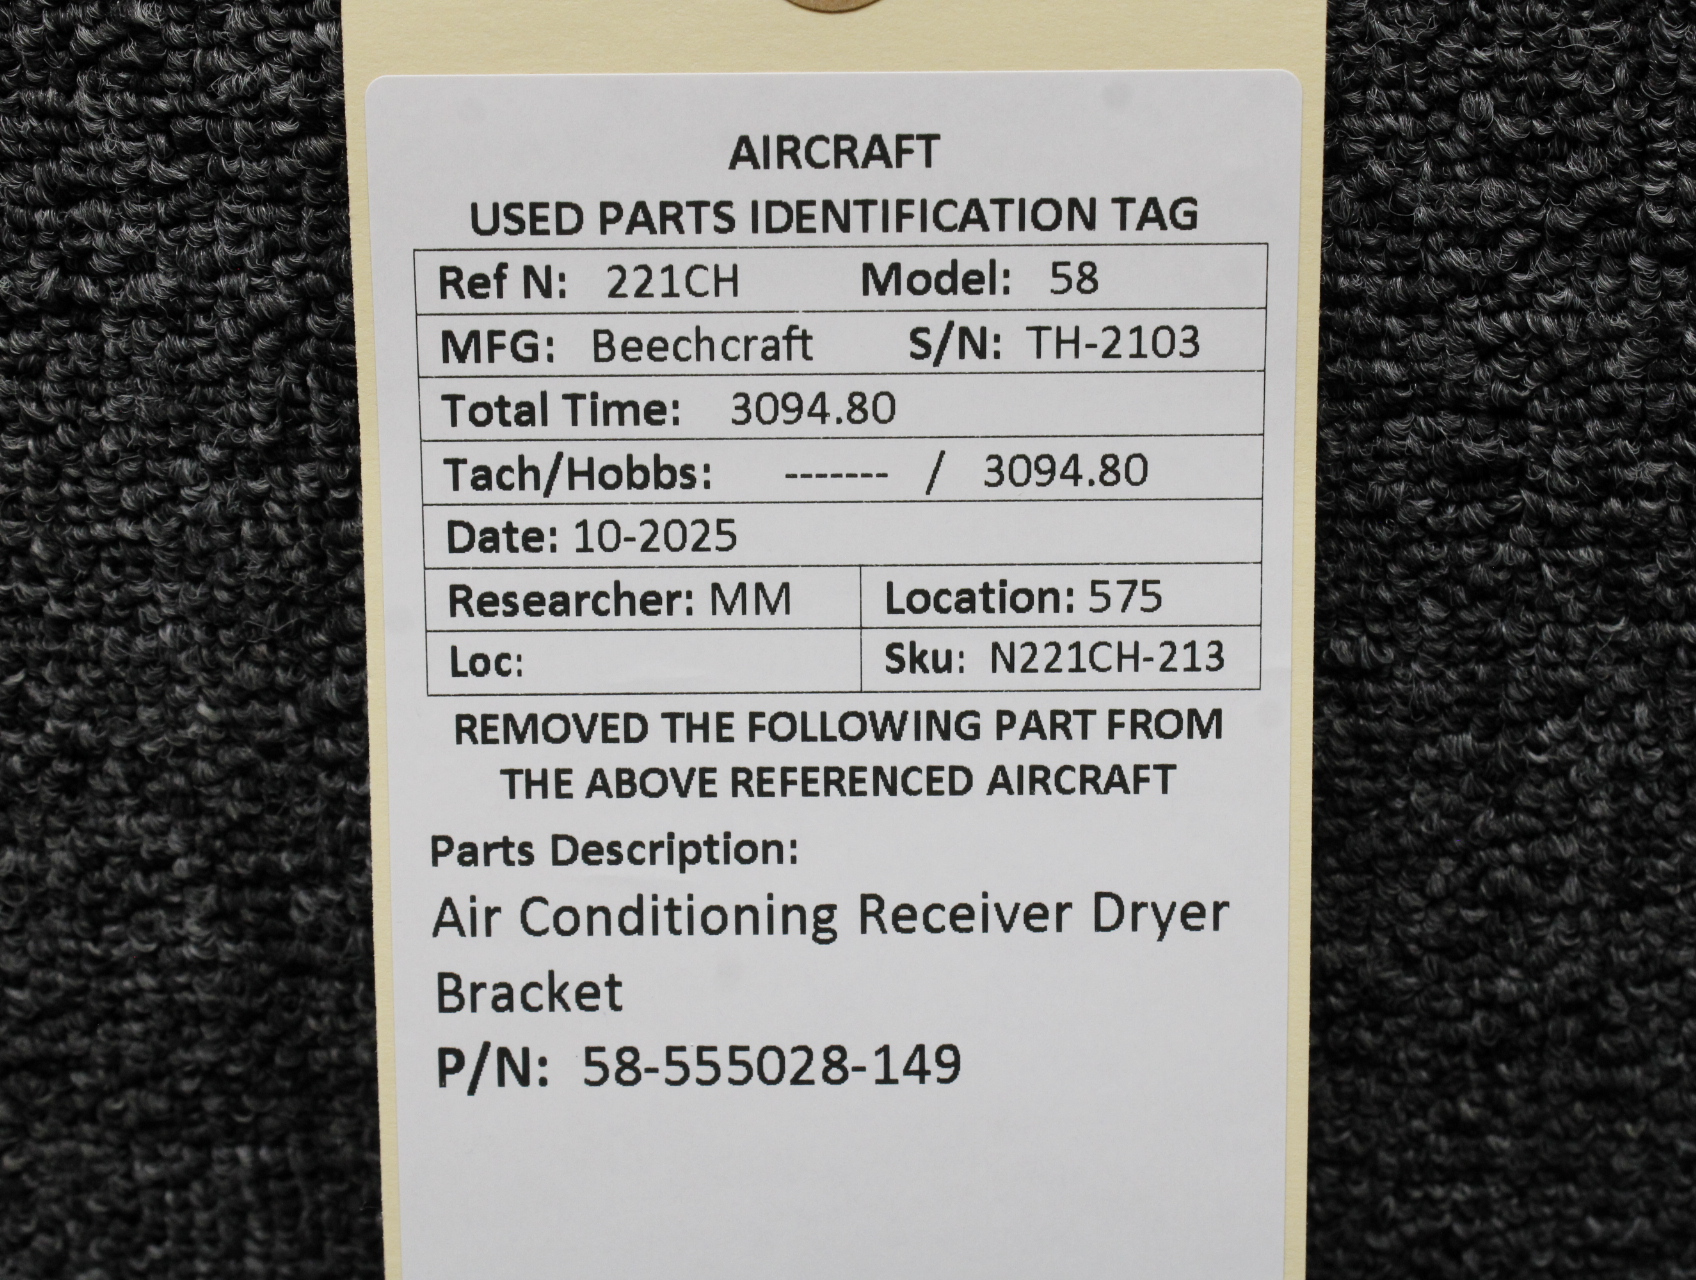 AIRCRAFT
USED PARTS IDENTIFICATION TAG
Ref N: 221CH Model: 58
MFG: Beechcraft S/N: TH-2103
Total Time: 3094.80
Tach/Hobbs: ------- / 3094.80
Date: 10-2025
Researcher: MM Location: 575
Loc: Sku: N221CH-213
REMOVED THE FOLLOWING PART FROM
THE ABOVE REFERENCED AIRCRAFT
Parts Description:
Air Conditioning Receiver Dryer
Bracket
P/N: 58-555028-149